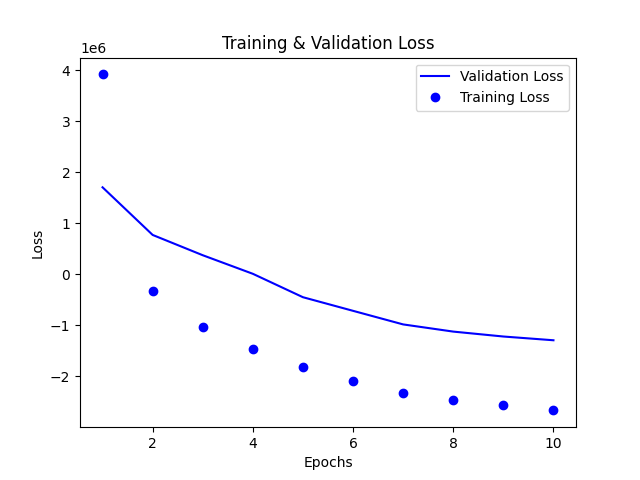 Training & Validation Loss
1e6
Validation Loss
Training Loss
4
3
2
1
0
−1
−2
Loss
2 4 6 8 10
Epochs